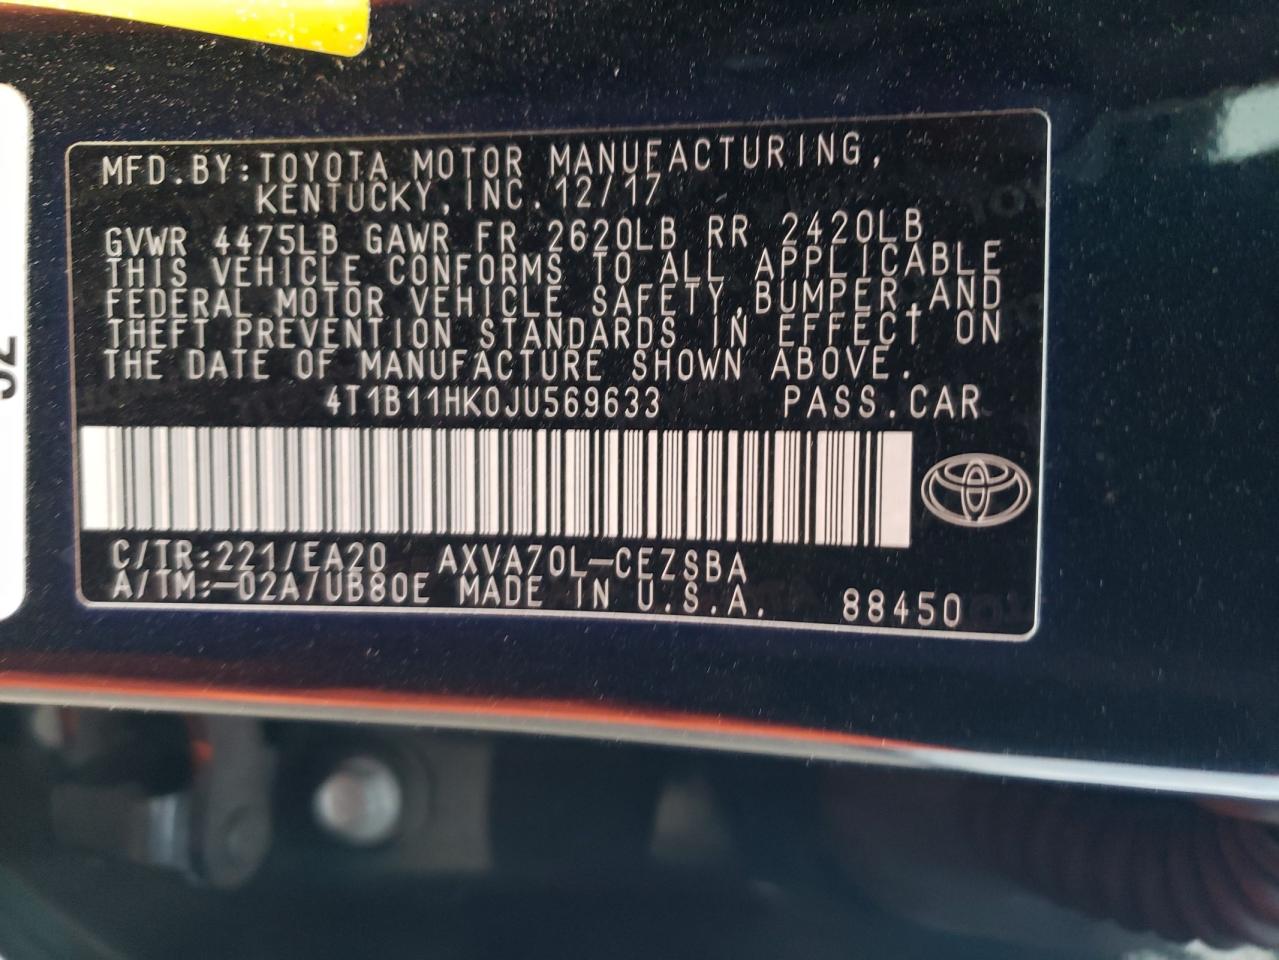 MFD.BY:TOYOTA MOTOR MANUFACTURING,
KENTUCKY,INC.12/17
GVWR 4475LB GAWR FR 2620LB RR 2420LB
THIS VEHICLE CONFORMS TO ALL APPLICABLE
FEDERAL MOTOR VEHICLE SAFETY,BUMPER,AND
THEFT PREVENTION STANDARDS IN EFFECT ON
THE DATE OF MANUFACTURE SHOWN ABOVE.
4T1B11HK0JU569633 PASS.CAR
C/TR:221/EA20 AXVA70L-CEZSBA
A/TM:-02A/UB80E MADE IN U.S.A. 88450